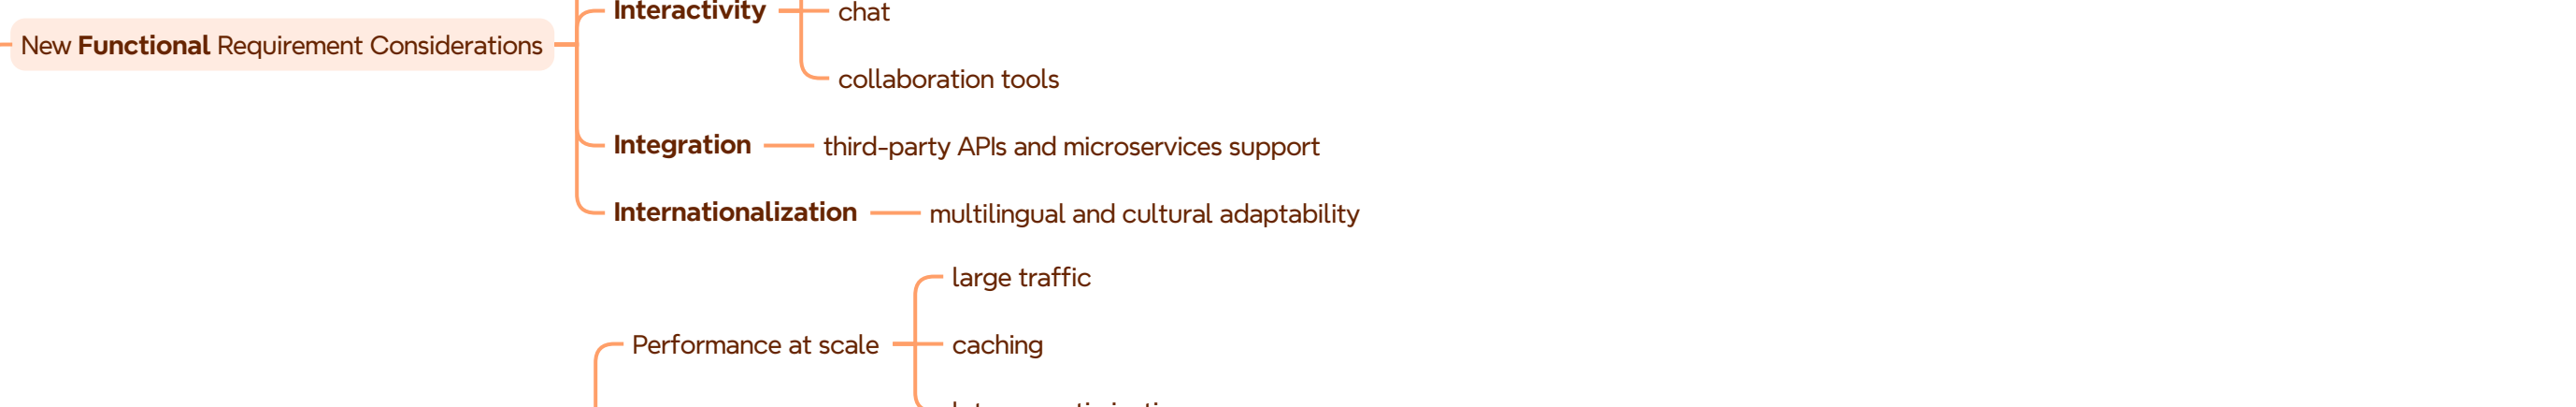 Interactivity
chat
New Functional Requirement Considerations
collaboration tools
Integration
third-party APIs and microservices support
Internationalization
multilingual and cultural adaptability
large traffic
Performance at scale
caching